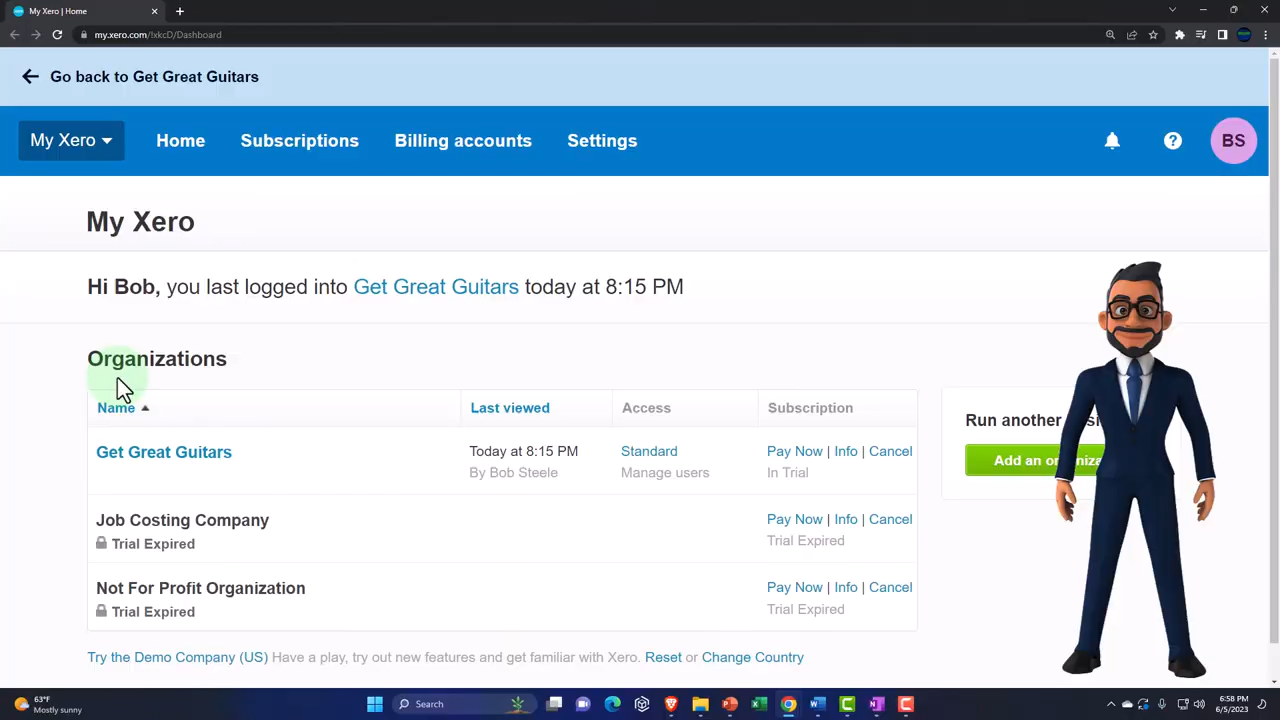 My Xero | Home
my.xero.com/!xkcD/Dashboard
Go back to Get Great Guitars
My Xero
Home
Subscriptions
Billing accounts
Settings
BS
My Xero
Hi Bob, you last logged into Get Great Guitars today at 8:15 PM
Organizations
Name
Last viewed
Access
Subscription
Get Great Guitars
Today at 8:15 PM
Standard
Pay Now | Info | Cancel
By Bob Steele
Manage users
In Trial
Run another
Add an
Job Costing Company
Pay Now | Info | Cancel
Trial Expired
Trial Expired
Not For Profit Organization
Pay Now | Info | Cancel
Trial Expired
Trial Expired
Try the Demo Company (US) Have a play, try out new features and get familiar with Xero. Reset or Change Country
63°F
Mostly sunny
Search
6:58 PM
6/5/2023